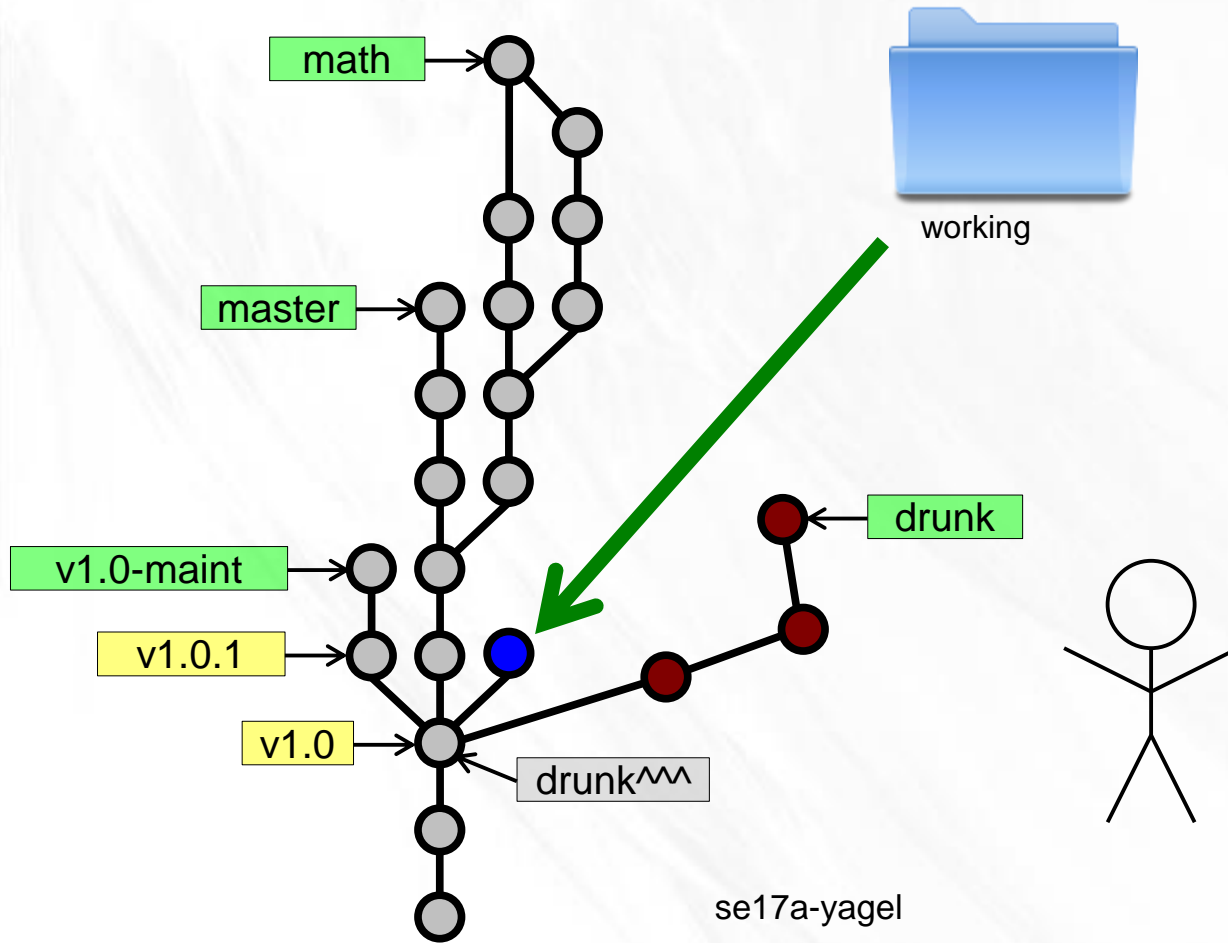 math
working
master
drunk
v1.0-maint
v1.0.1
v1.0
drunk^^^
se17a-yagel